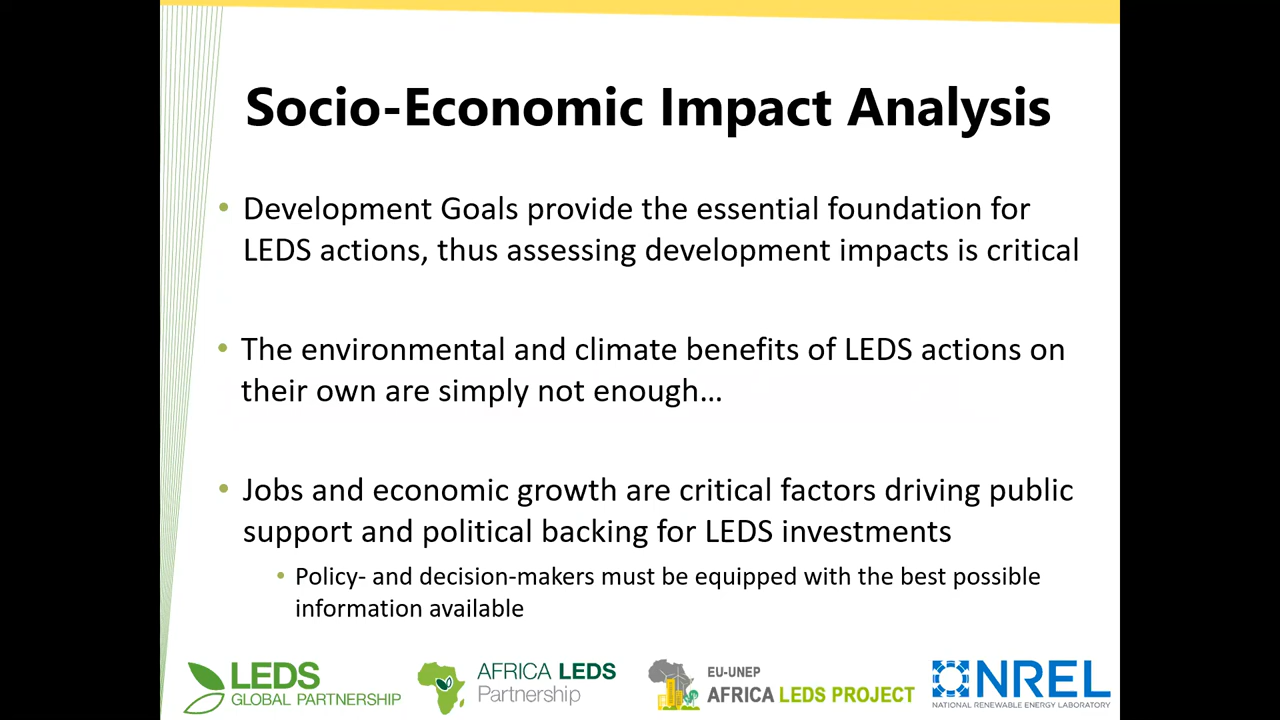 Socio-Economic Impact Analysis
• Development Goals provide the essential foundation for
LEDS actions, thus assessing development impacts is critical
• The environmental and climate benefits of LEDS actions on
their own are simply not enough…
• Jobs and economic growth are critical factors driving public
support and political backing for LEDS investments
• Policy- and decision-makers must be equipped with the best possible
information available
LEDS
GLOBAL PARTNERSHIP
AFRICA LEDS
Partnership
EU-UNEP
AFRICA LEDS PROJECT
NREL
NATIONAL RENEWABLE ENERGY LABORATORY